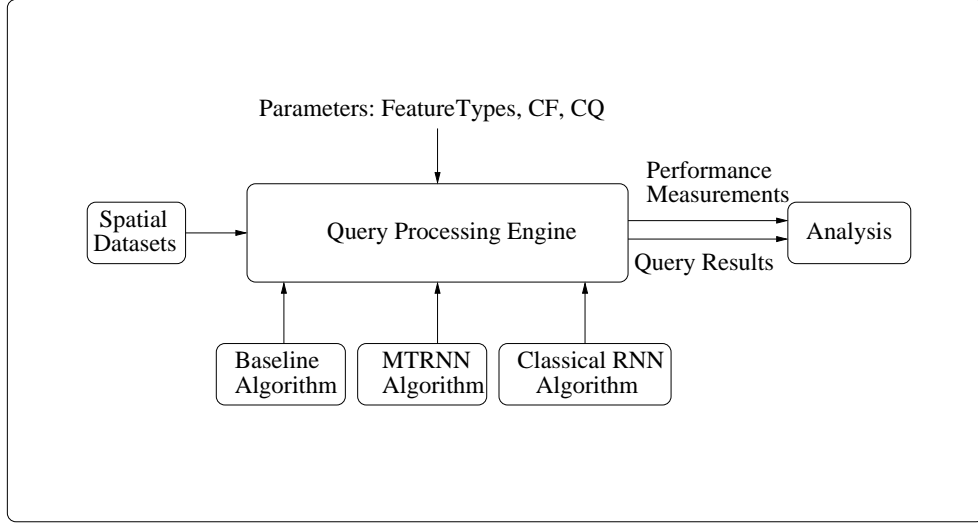 Parameters: FeatureTypes, CF, CQ
Performance
Measurements
Spatial
Datasets
Query Processing Engine
Analysis
Query Results
Baseline
Algorithm
MTRNN
Algorithm
Classical RNN
Algorithm